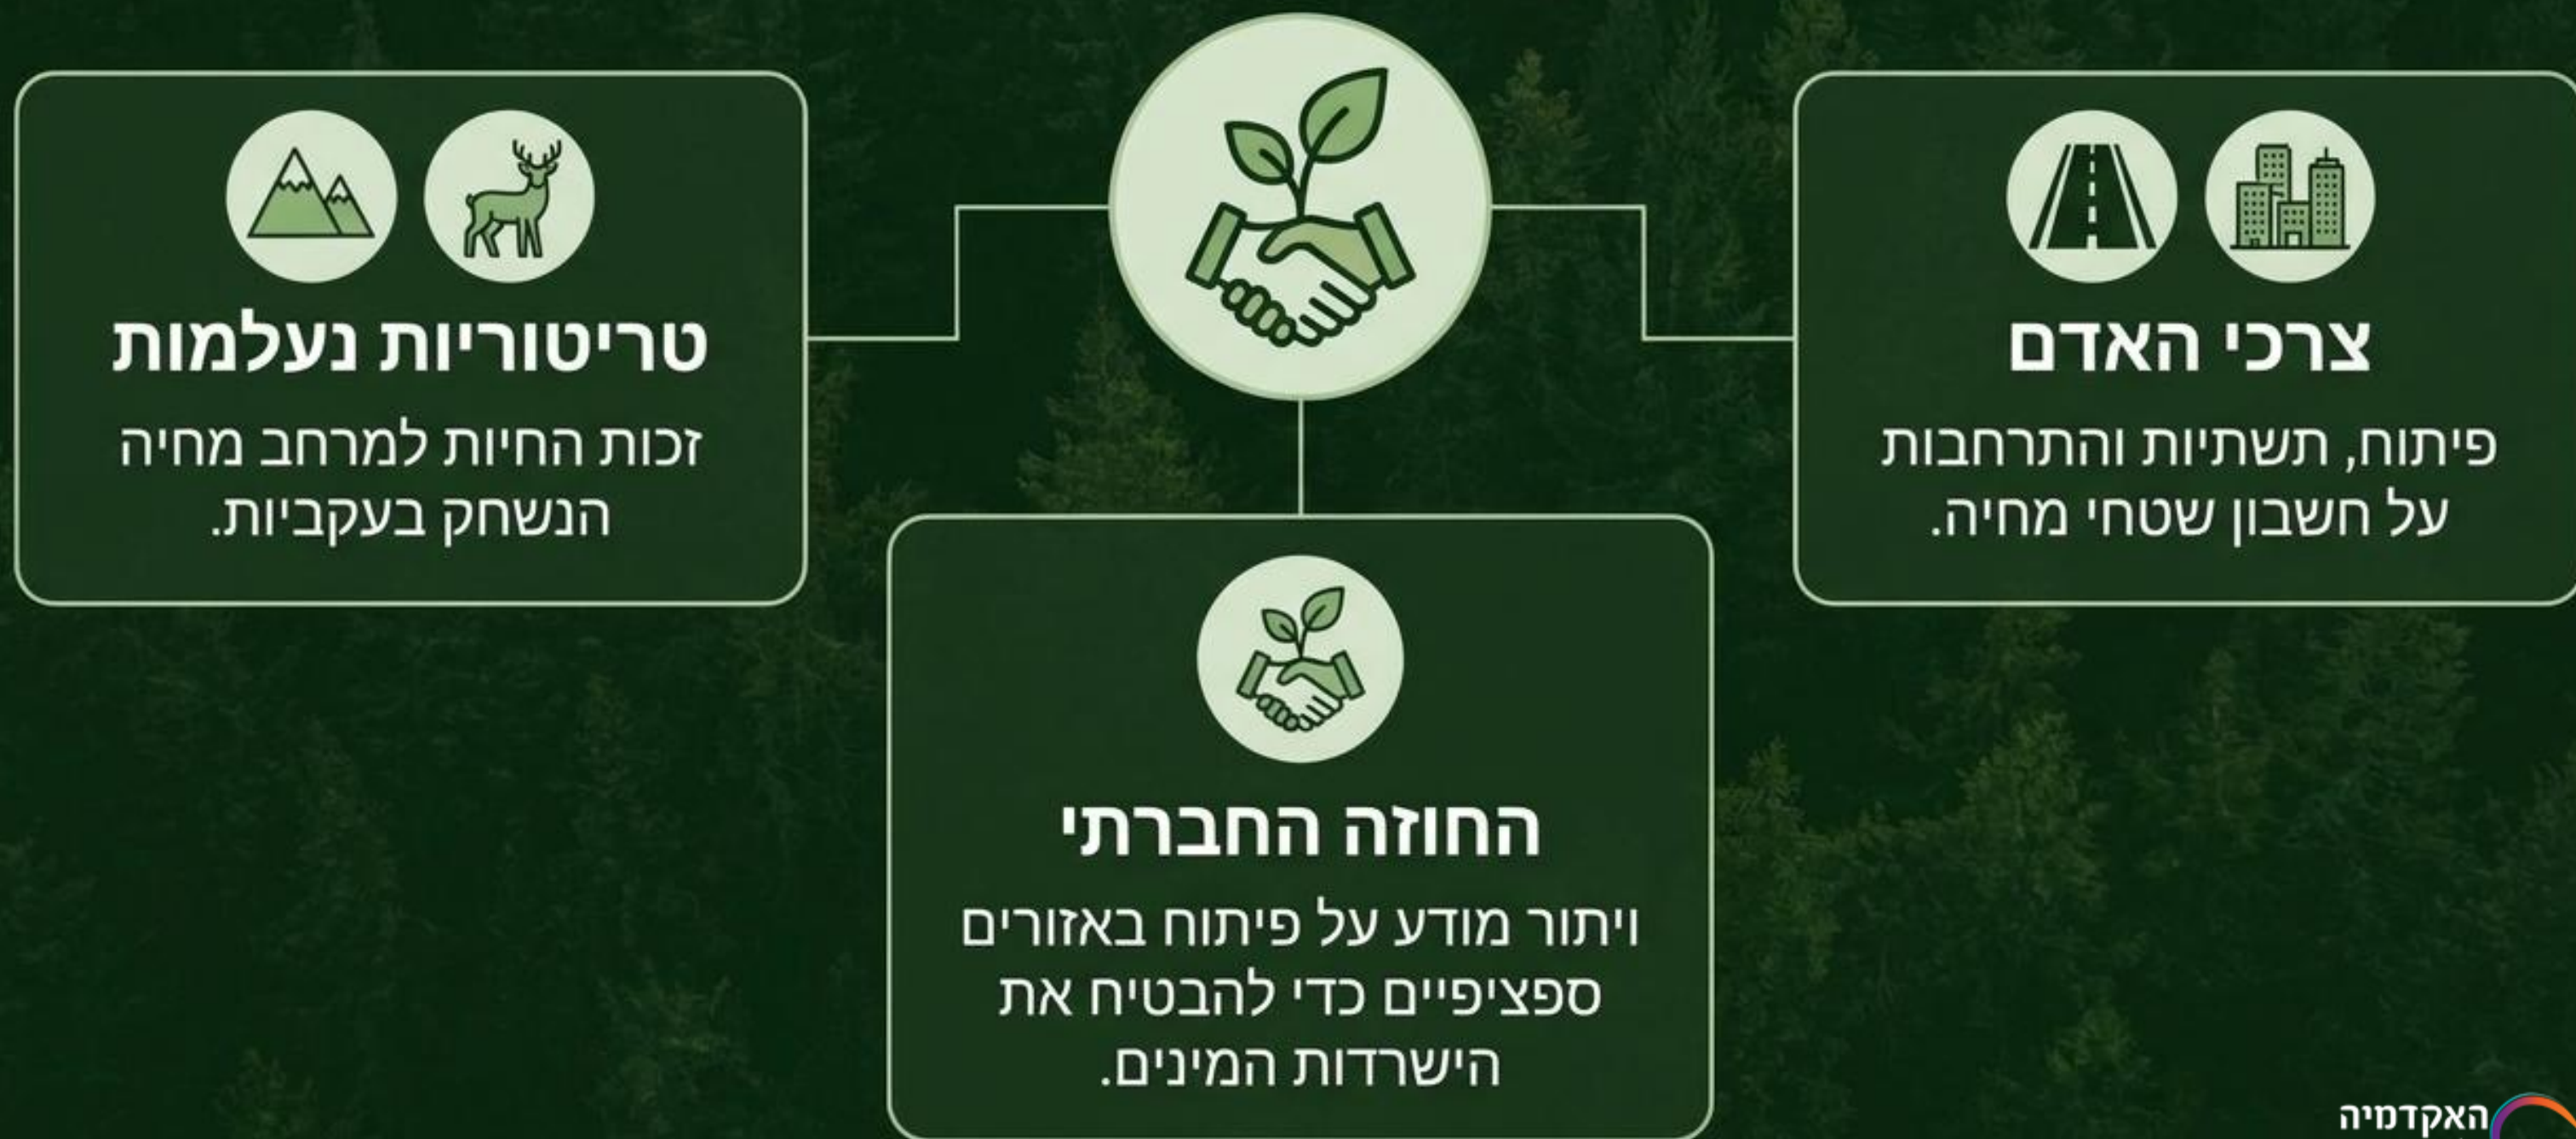 צרכי האדם
פיתוח, תשתיות והתרחבות
על חשבון שטחי מחיה.
טריטוריות נעלמות
זכות החיות למרחב מחיה
הנשחק בעקביות.
החוזה החברתי
ויתור מודע על פיתוח באזורים
ספציפיים כדי להבטיח את
הישרדות המינים.
האקדמיה